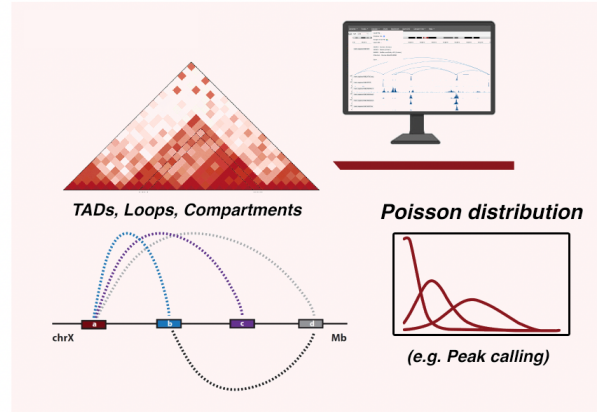 TADs, Loops, Compartments
Poisson distribution
a
b
c
d
chrX
Mb
(e.g. Peak calling)